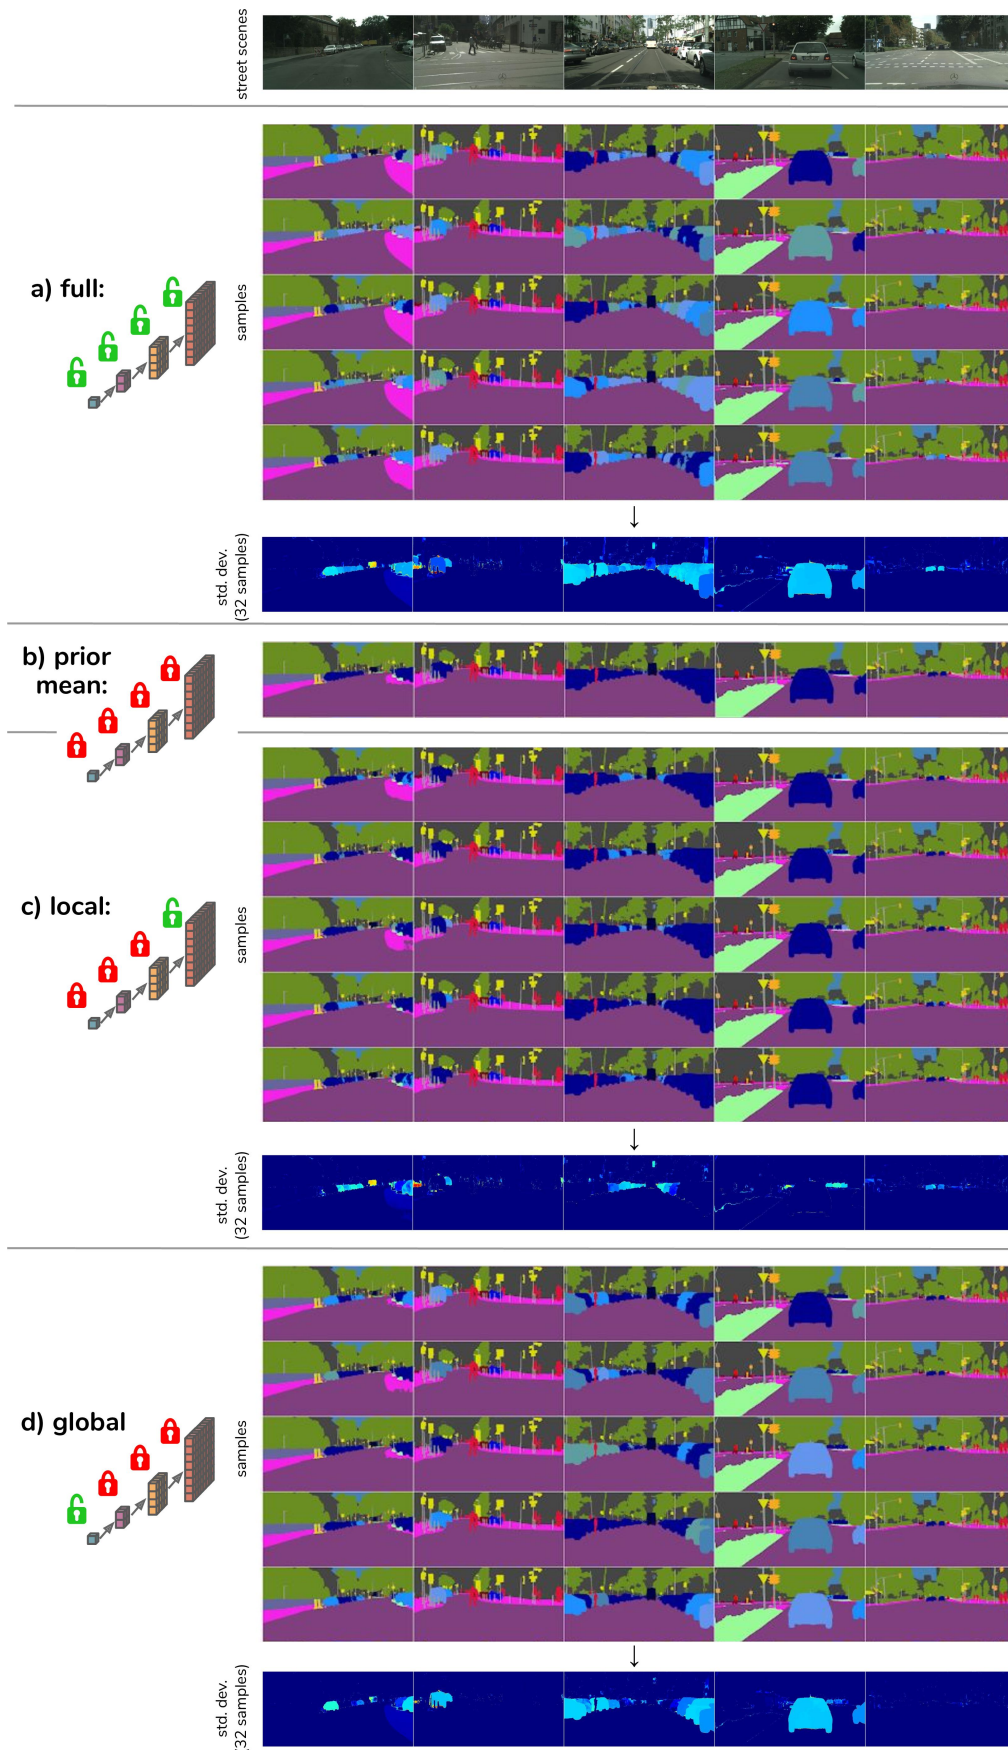 street scenes
a) full:
samples
↓
std. dev.
(32 samples)
b) prior
mean:
c) local:
samples
↓
std. dev.
(32 samples)
d) global
samples
↓
std. dev.
(32 samples)